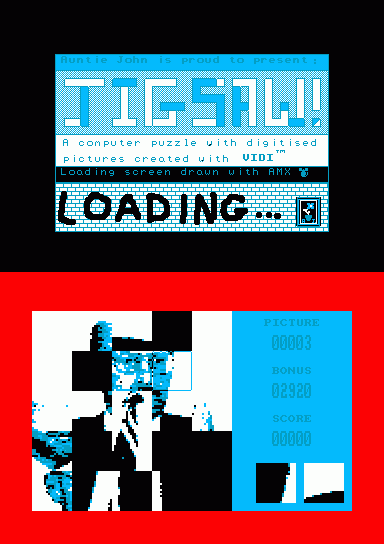 Auntie John is proud to present:
JIGSAW!!
A computer puzzle with digitised
pictures created with VIDI™
Loading screen drawn with AMX
LOADING...
PICTURE
00003
BONUS
02920
SCORE
00000